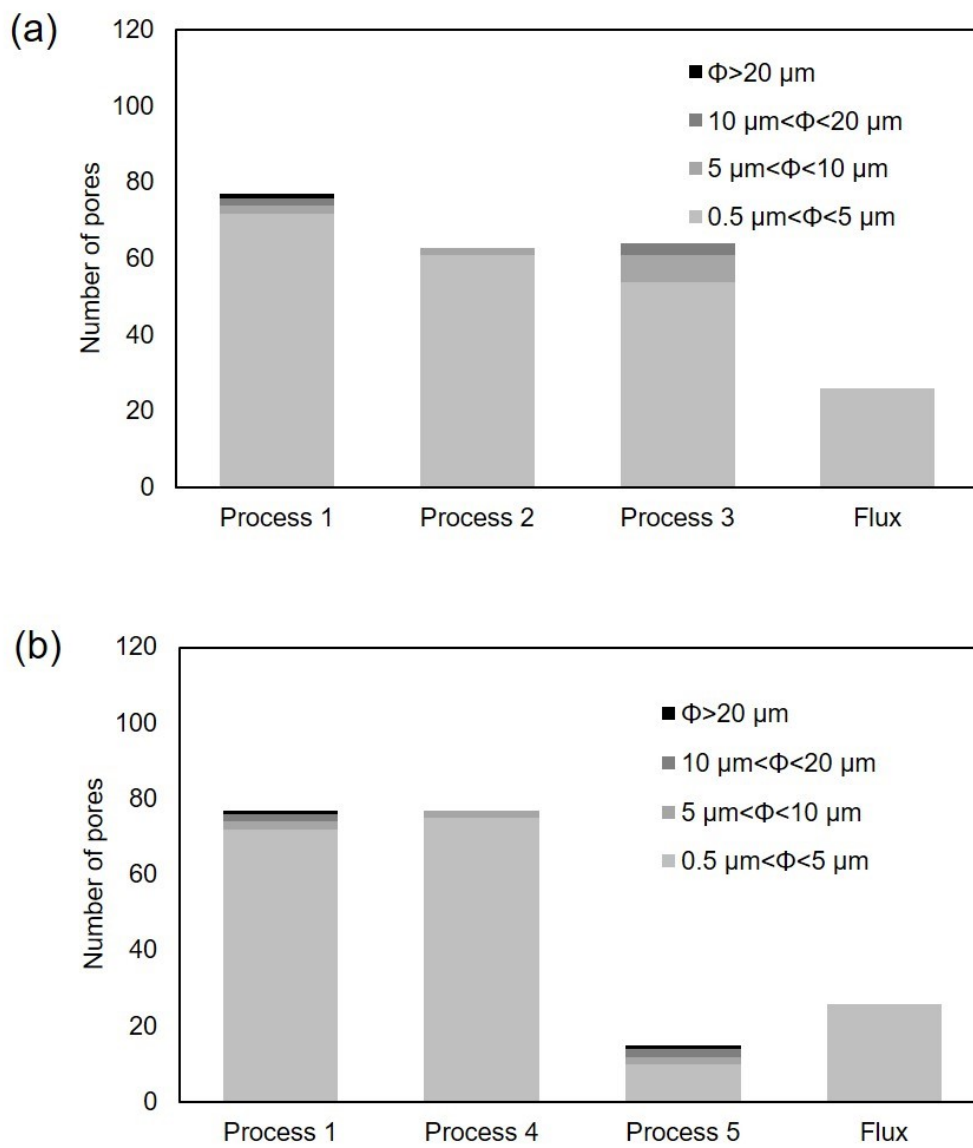 (a)
120
100
80
60
40
20
0
Number of pores
Φ>20 µm
10 µm<Φ<20 µm
5 µm<Φ<10 µm
0.5 µm<Φ<5 µm
Process 1 Process 2 Process 3 Flux
(b)
120
100
80
60
40
20
0
Number of pores
Φ>20 µm
10 µm<Φ<20 µm
5 µm<Φ<10 µm
0.5 µm<Φ<5 µm
Process 1 Process 4 Process 5 Flux